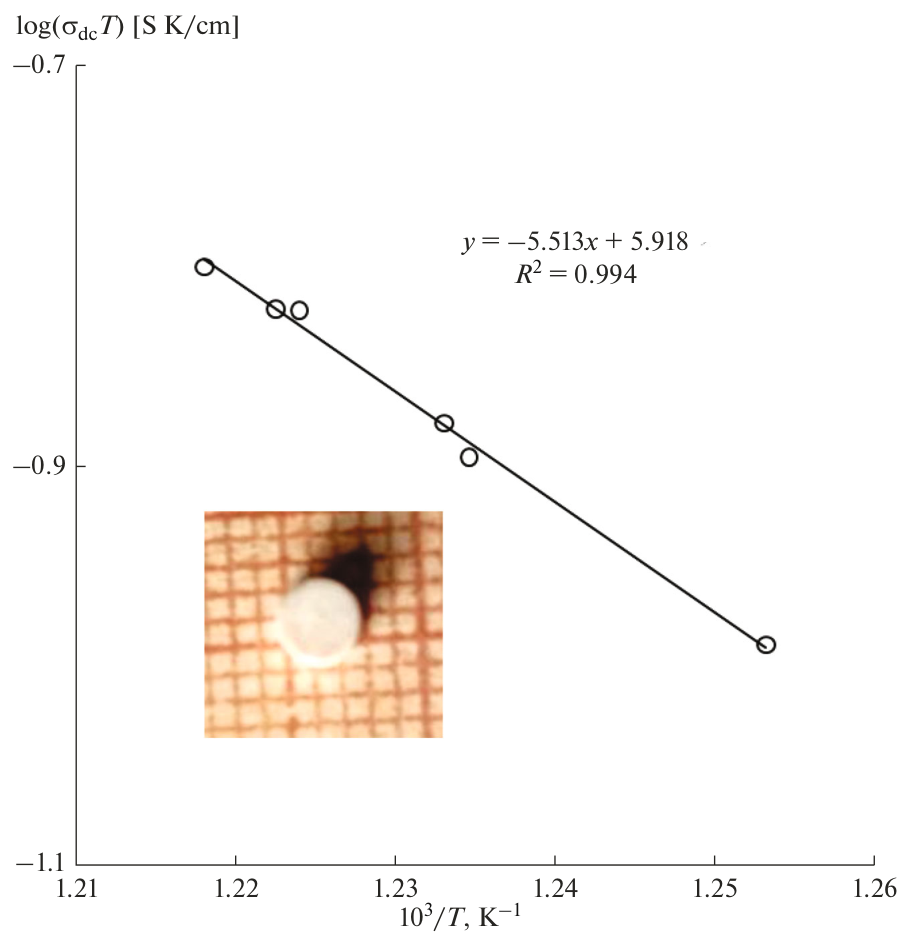 log(σdcT) [S K/cm]
−0.7
y = −5.513x + 5.918
R² = 0.994
−0.9
−1.1
1.21 1.22 1.23 1.24 1.25 1.26
10³/T, K⁻¹